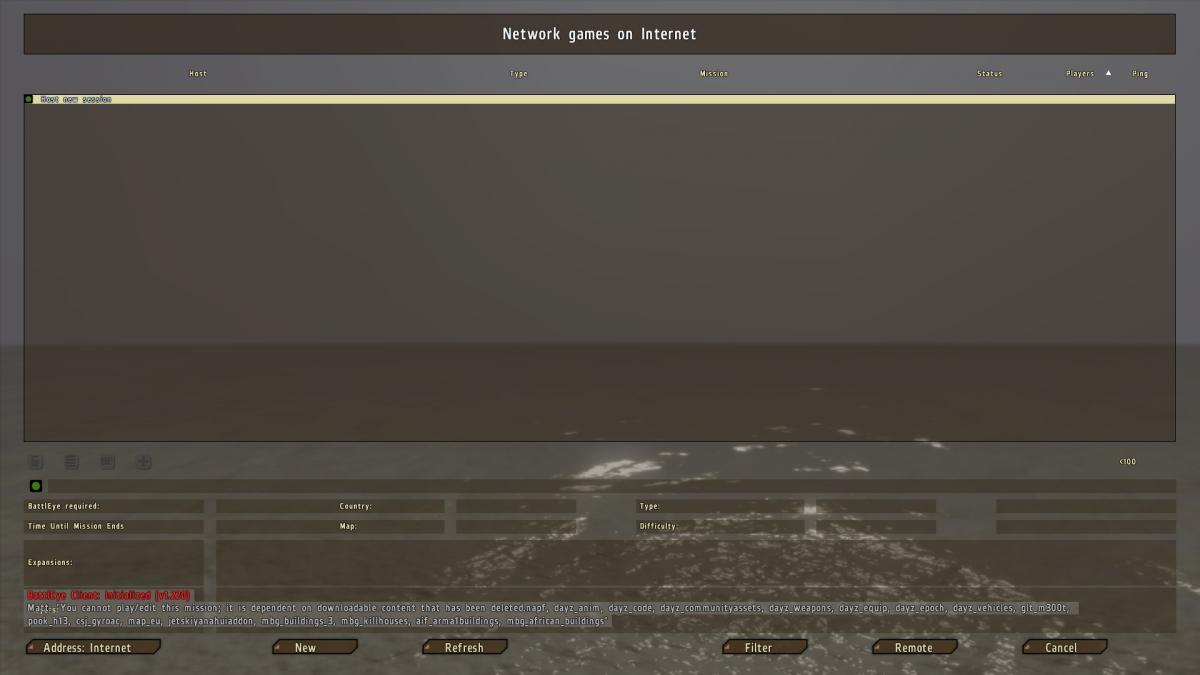 Network games on Internet
Host Type Mission Status Players ▲ Ping
Host new session
<100
BattlEye required: Country: Type:
Time Until Mission Ends Map: Difficulty:
Expansions:
BattlEye Client: Initialized (v1.220)
Matt: "You cannot play/edit this mission; it is dependent on downloadable content that has been deleted.napf, dayz_anim, dayz_code, dayz_communityassets, dayz_weapons, dayz_equip, dayz_epoch, dayz_vehicles, glt_m300t,
pook_h13, csj_gyroac, map_eu, jetskiyanahuiaddon, mbg_buildings_3, mbg_killhouses, aif_arma1buildings, mbg_african_buildings"
Address: Internet New Refresh Filter Remote Cancel